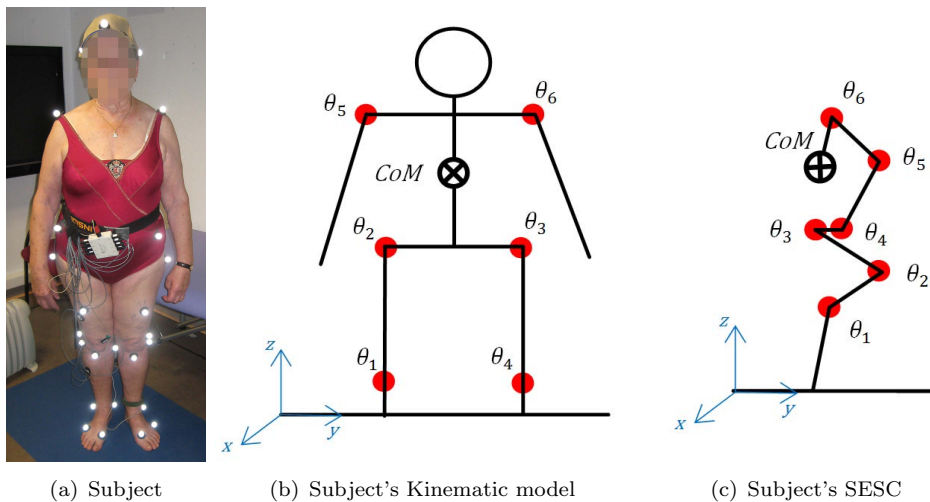 θ5
θ6
CoM
θ2
θ3
θ1
θ4
z
x
y
θ6
CoM
θ5
θ3
θ4
θ2
θ1
z
x
y
(a) Subject
(b) Subject's Kinematic model
(c) Subject's SESC